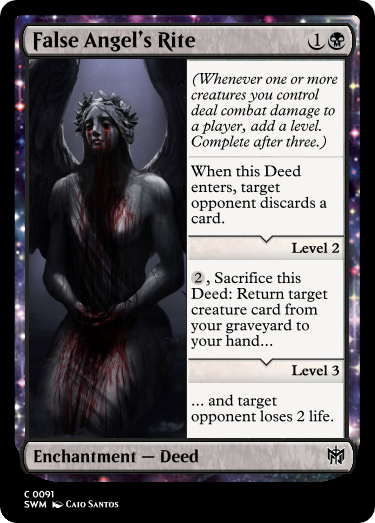 False Angel's Rite
1
(Whenever one or more
creatures you control
deal combat damage to
a player, add a level.
Complete after three.)
When this Deed
enters, target
opponent discards a
card.
Level 2
2, Sacrifice this
Deed: Return target
creature card from
your graveyard to
your hand...
Level 3
... and target
opponent loses 2 life.
Enchantment — Deed
C 0091
SWM Caio Santos